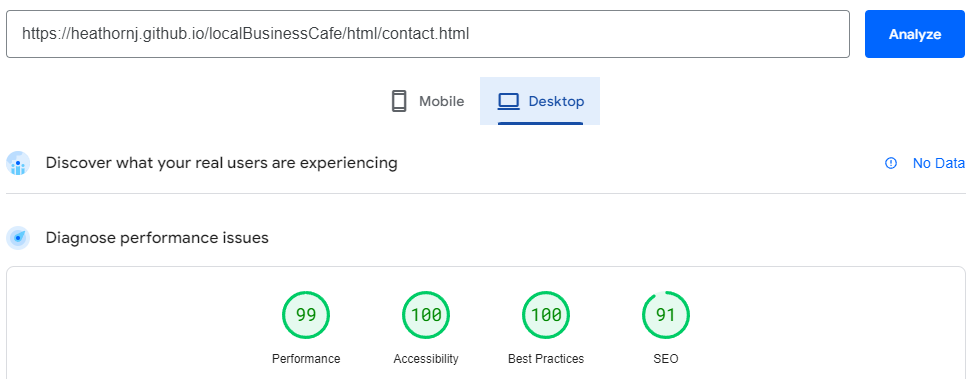 https://heathornj.github.io/localBusinessCafe/html/contact.html
Analyze
Mobile
Desktop
Discover what your real users are experiencing
No Data
Diagnose performance issues
99
100
100
91
Performance
Accessibility
Best Practices
SEO